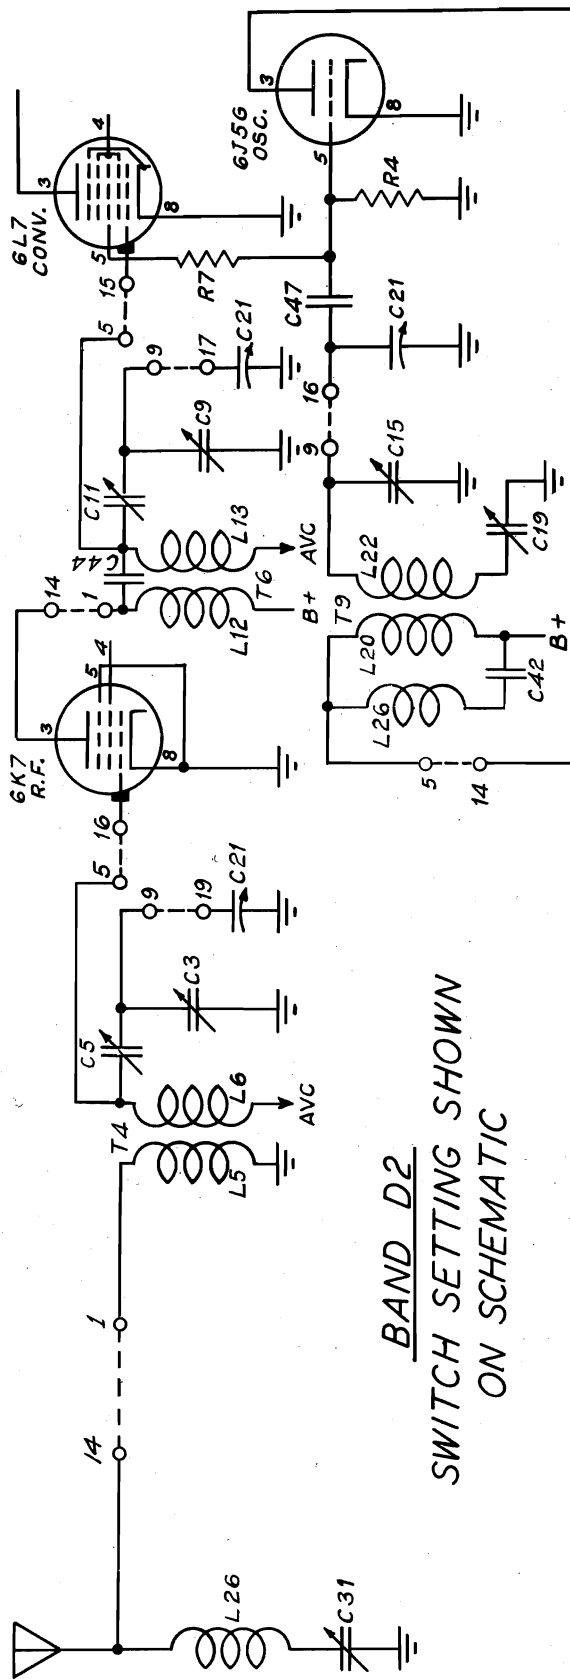 L26
C31
14
1
T4
L5
L6
AVC
C5
C3
9
19
C21
5
16
6K7
R.F.
3
5
4
8
14
1
C44
L12
T6
L13
B+
AVC
C11
C9
9
17
C21
5
15
6L7
CONV.
3
5
4
8
R7
5
14
L26
L20
T9
L22
C42
B+
C19
C15
9
16
C21
C47
R4
6J5G
OSC.
5
3
8
BAND D2
SWITCH SETTING SHOWN
ON SCHEMATIC